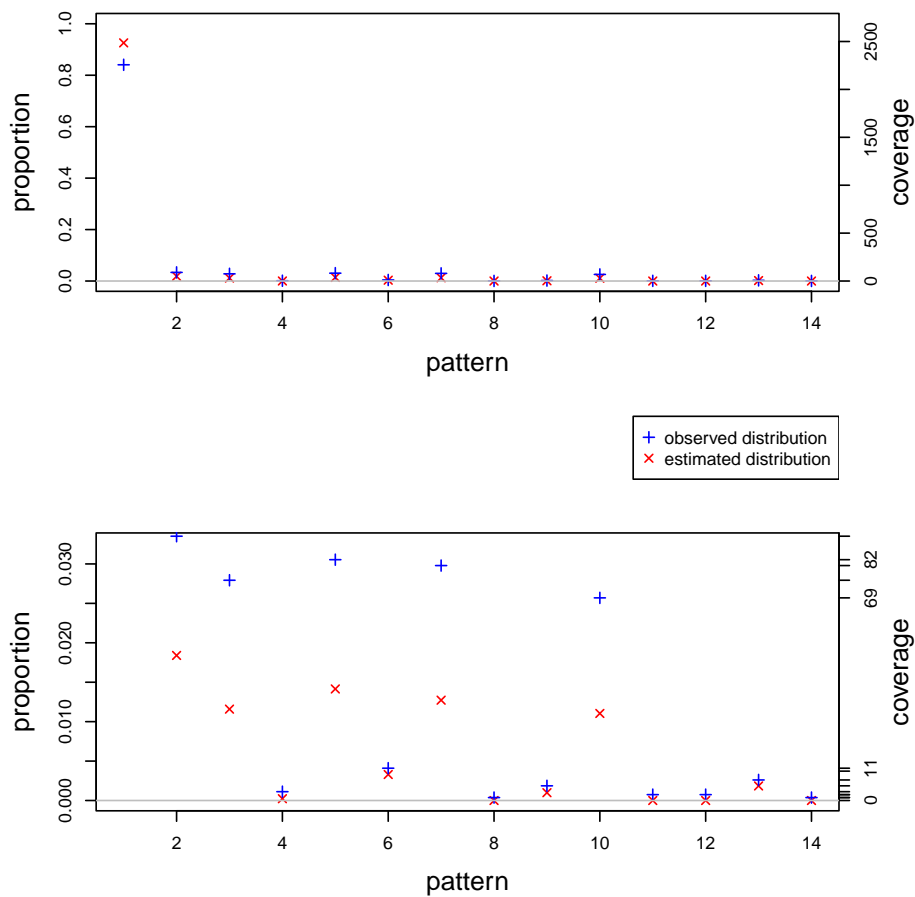 1.0
0.8
0.6
0.4
0.2
0.0
proportion
2500
1500
500
0
coverage
2 4 6 8 10 12 14
pattern
observed distribution
estimated distribution
0.030
0.020
0.010
0.000
proportion
82
69
11
0
coverage
2 4 6 8 10 12 14
pattern